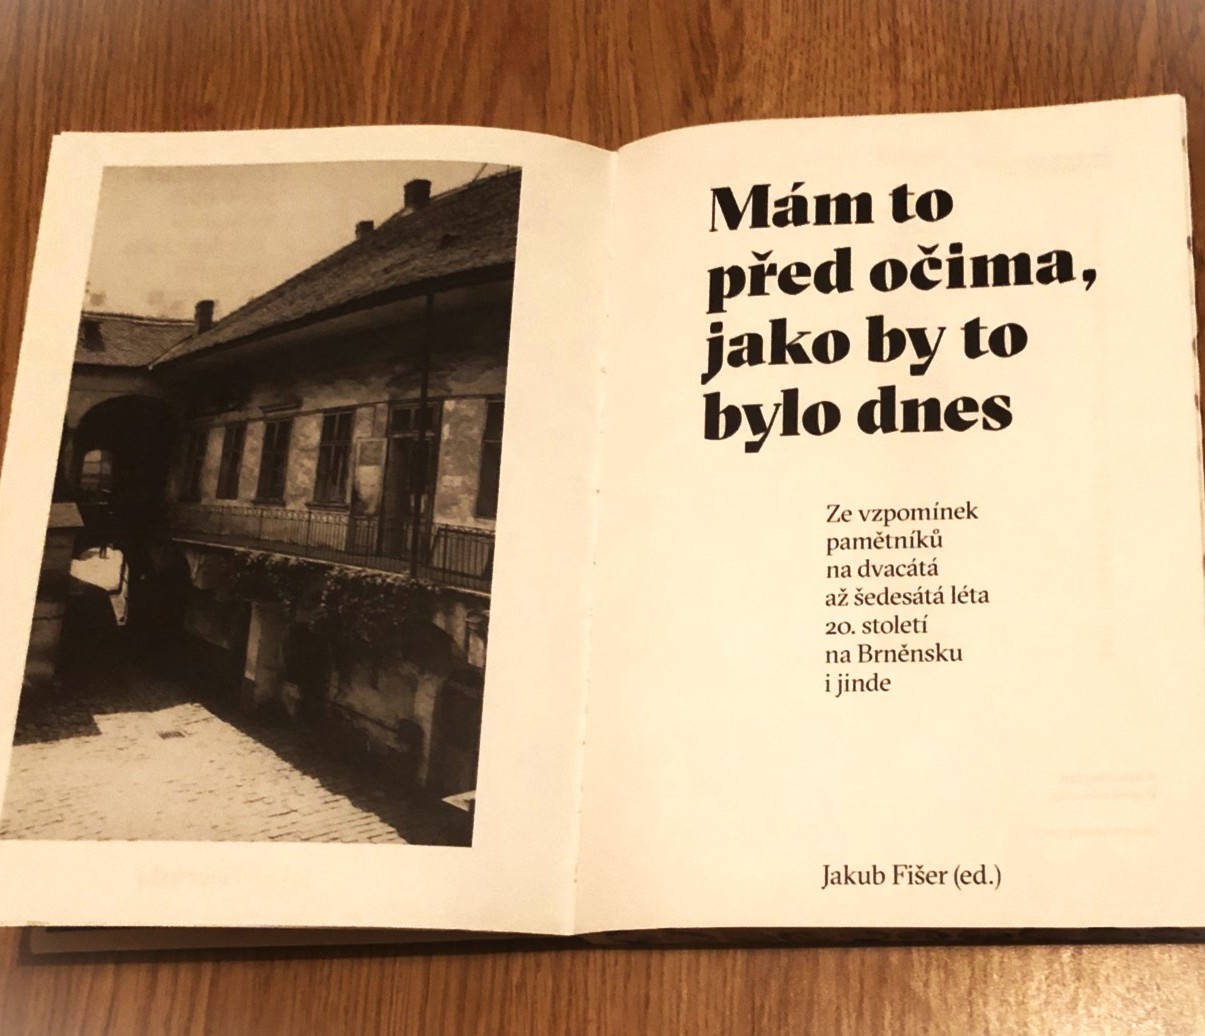 Mám to
před očima,
jako by to
bylo dnes
Ze vzpomínek
pamětníků
na dvacátá
až šedesátá léta
20. století
na Brněnsku
i jinde
Jakub Fišer (ed.)